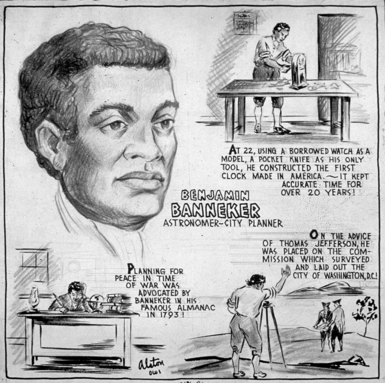 AT 22, USING A BORROWED WATCH AS A
MODEL, A POCKET KNIFE AS HIS ONLY
TOOL, HE CONSTRUCTED THE FIRST
CLOCK MADE IN AMERICA.~IT KEPT
ACCURATE TIME FOR
OVER 20 YEARS!
BENJAMIN
BANNEKER
ASTRONOMER-CITY PLANNER
PLANNING FOR
PEACE IN TIME
OF WAR WAS
ADVOCATED BY
BANNEKER IN HIS
FAMOUS ALMANAC
IN 1793!
ON THE ADVICE
OF THOMAS JEFFERSON, HE
WAS PLACED ON THE COM-
MISSION WHICH SURVEYED
AND LAID OUT THE
CITY OF WASHINGTON, D.C.!
Alston
OWI